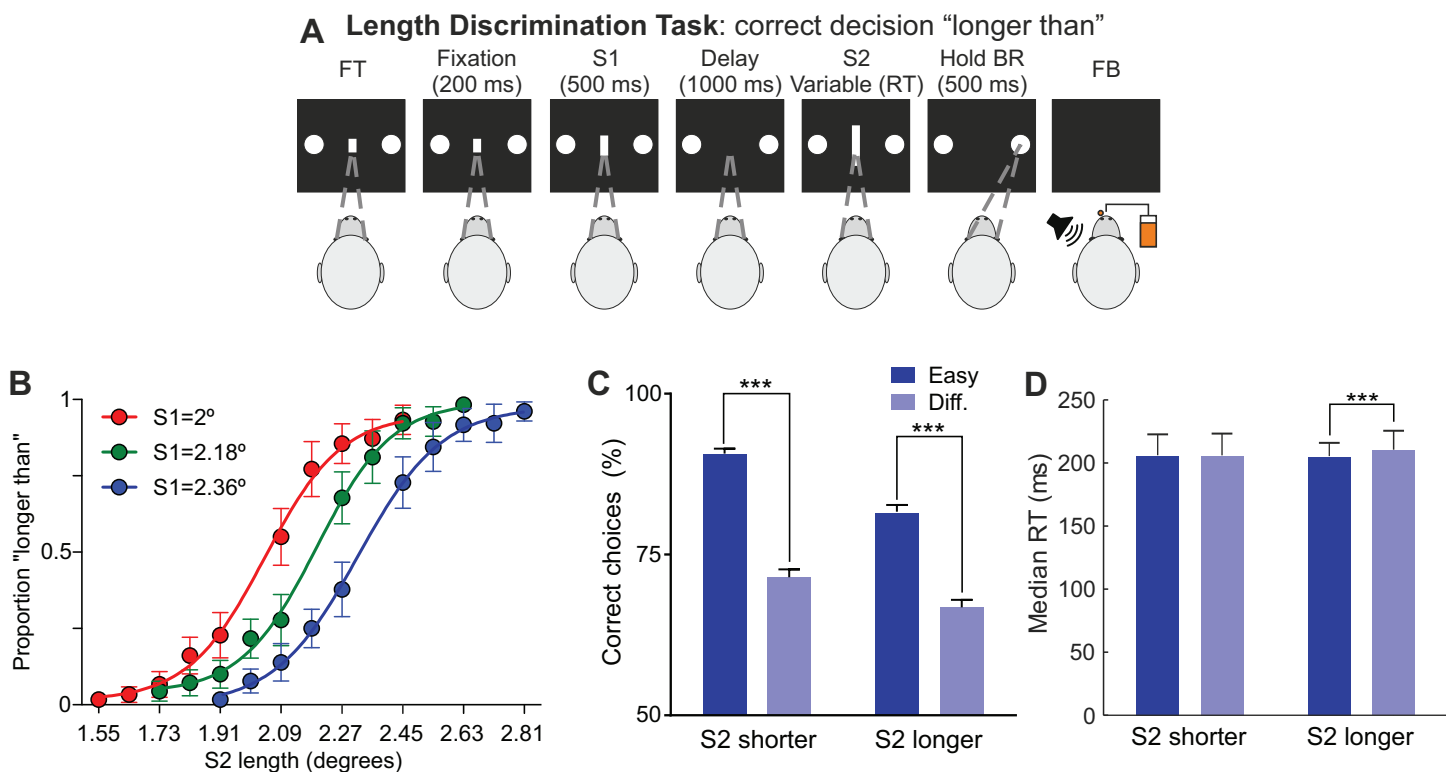 A Length Discrimination Task: correct decision “longer than”
FT
Fixation
(200 ms)
S1
(500 ms)
Delay
(1000 ms)
S2
Variable (RT)
Hold BR
(500 ms)
FB
B
Proportion "longer than"
1
0.5
0
S1=2º
S1=2.18º
S1=2.36º
1.55 1.73 1.91 2.09 2.27 2.45 2.63 2.81
S2 length (degrees)
C
Correct choices (%)
100
75
50
***
***
Easy
Diff.
S2 shorter S2 longer
D
Median RT (ms)
250
200
150
100
50
0
***
S2 shorter S2 longer